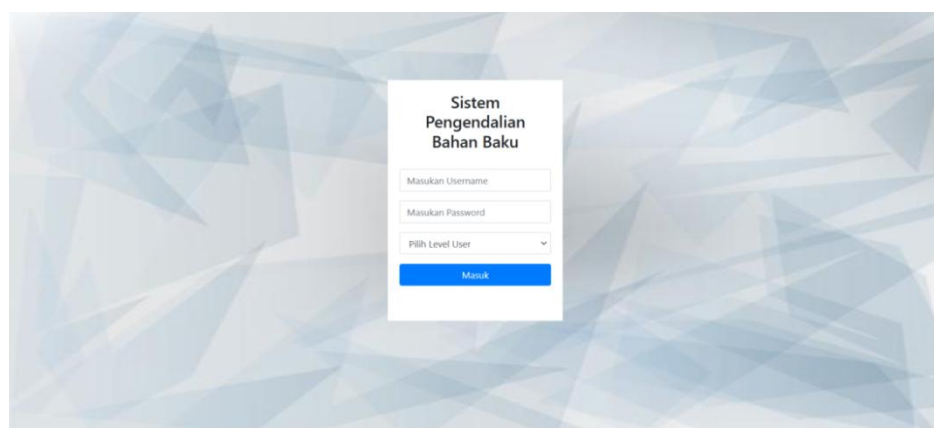 Sistem
Pengendalian
Bahan Baku
Masukan Username
Masukan Password
Pilih Level User
Masuk